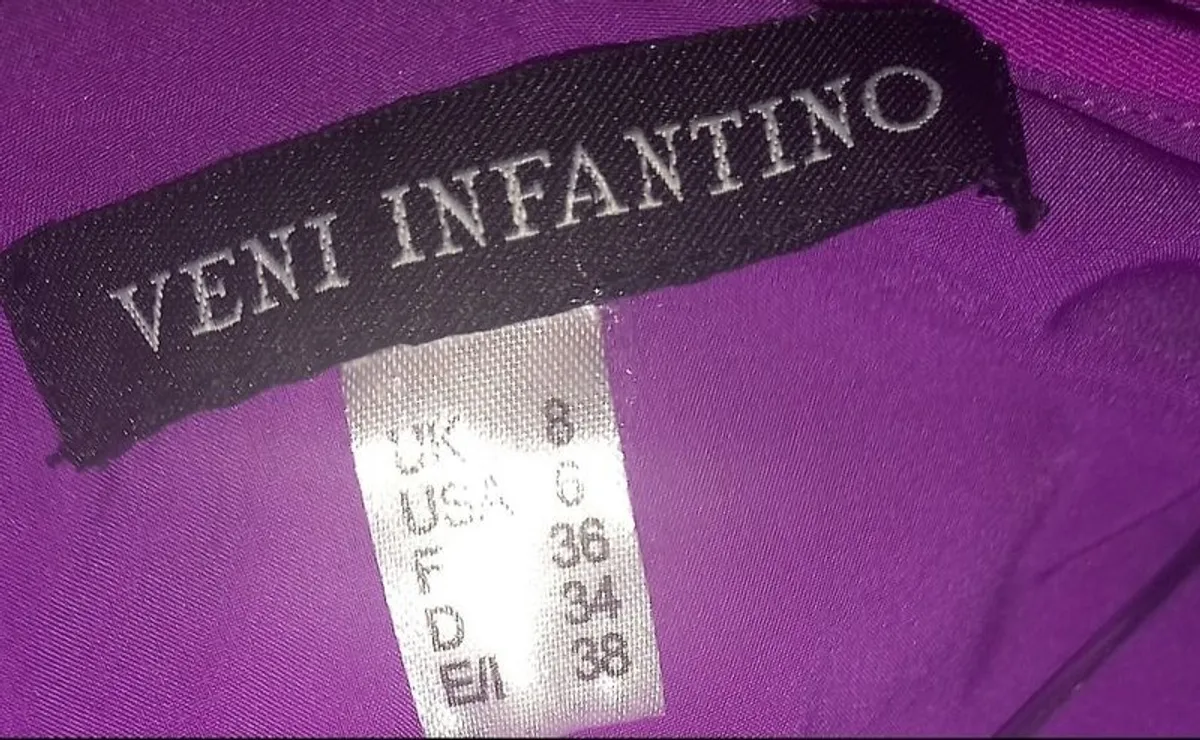 VENI INFANTINO
UK 8
USA 6
F 36
D 34
E/I 38